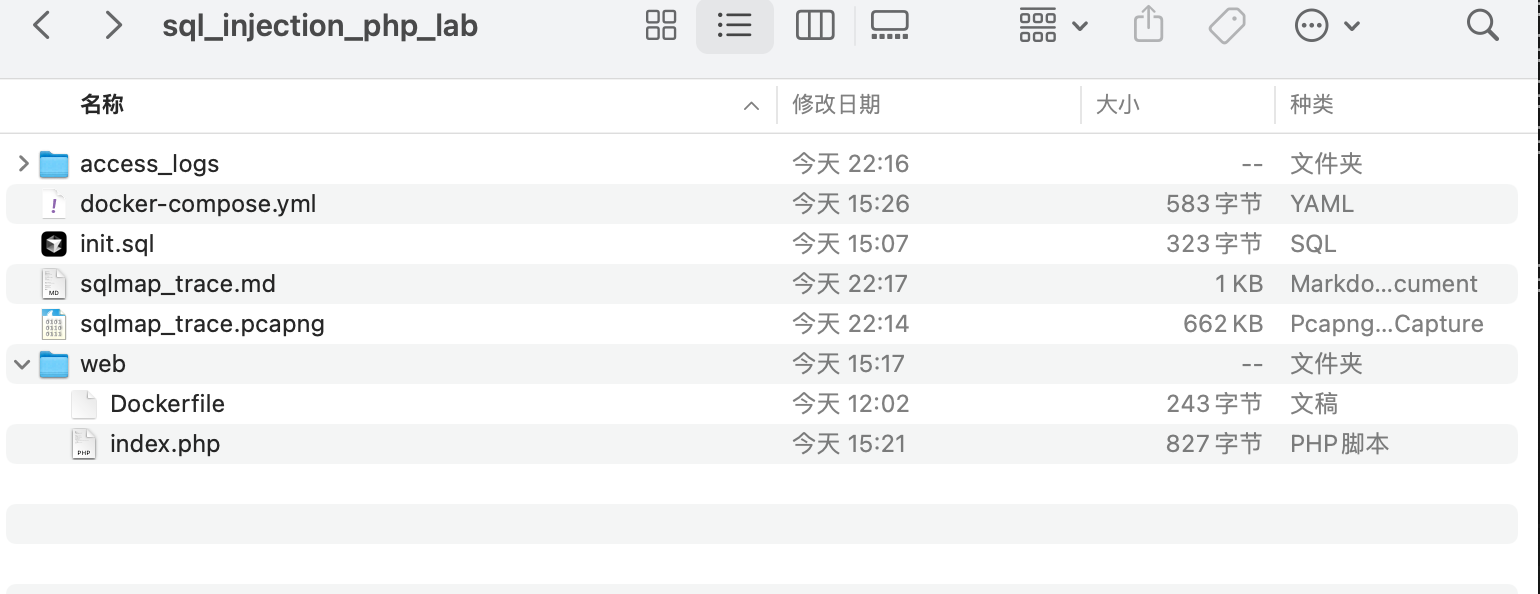 sql_injection_php_lab
名称 修改日期 大小 种类
access_logs 今天 22:16 -- 文件夹
docker-compose.yml 今天 15:26 583 字节 YAML
init.sql 今天 15:07 323 字节 SQL
sqlmap_trace.md 今天 22:17 1 KB Markdo...cument
sqlmap_trace.pcapng 今天 22:14 662 KB Pcapng...Capture
web 今天 15:17 -- 文件夹
Dockerfile 今天 12:02 243 字节 文稿
index.php 今天 15:21 827 字节 PHP脚本